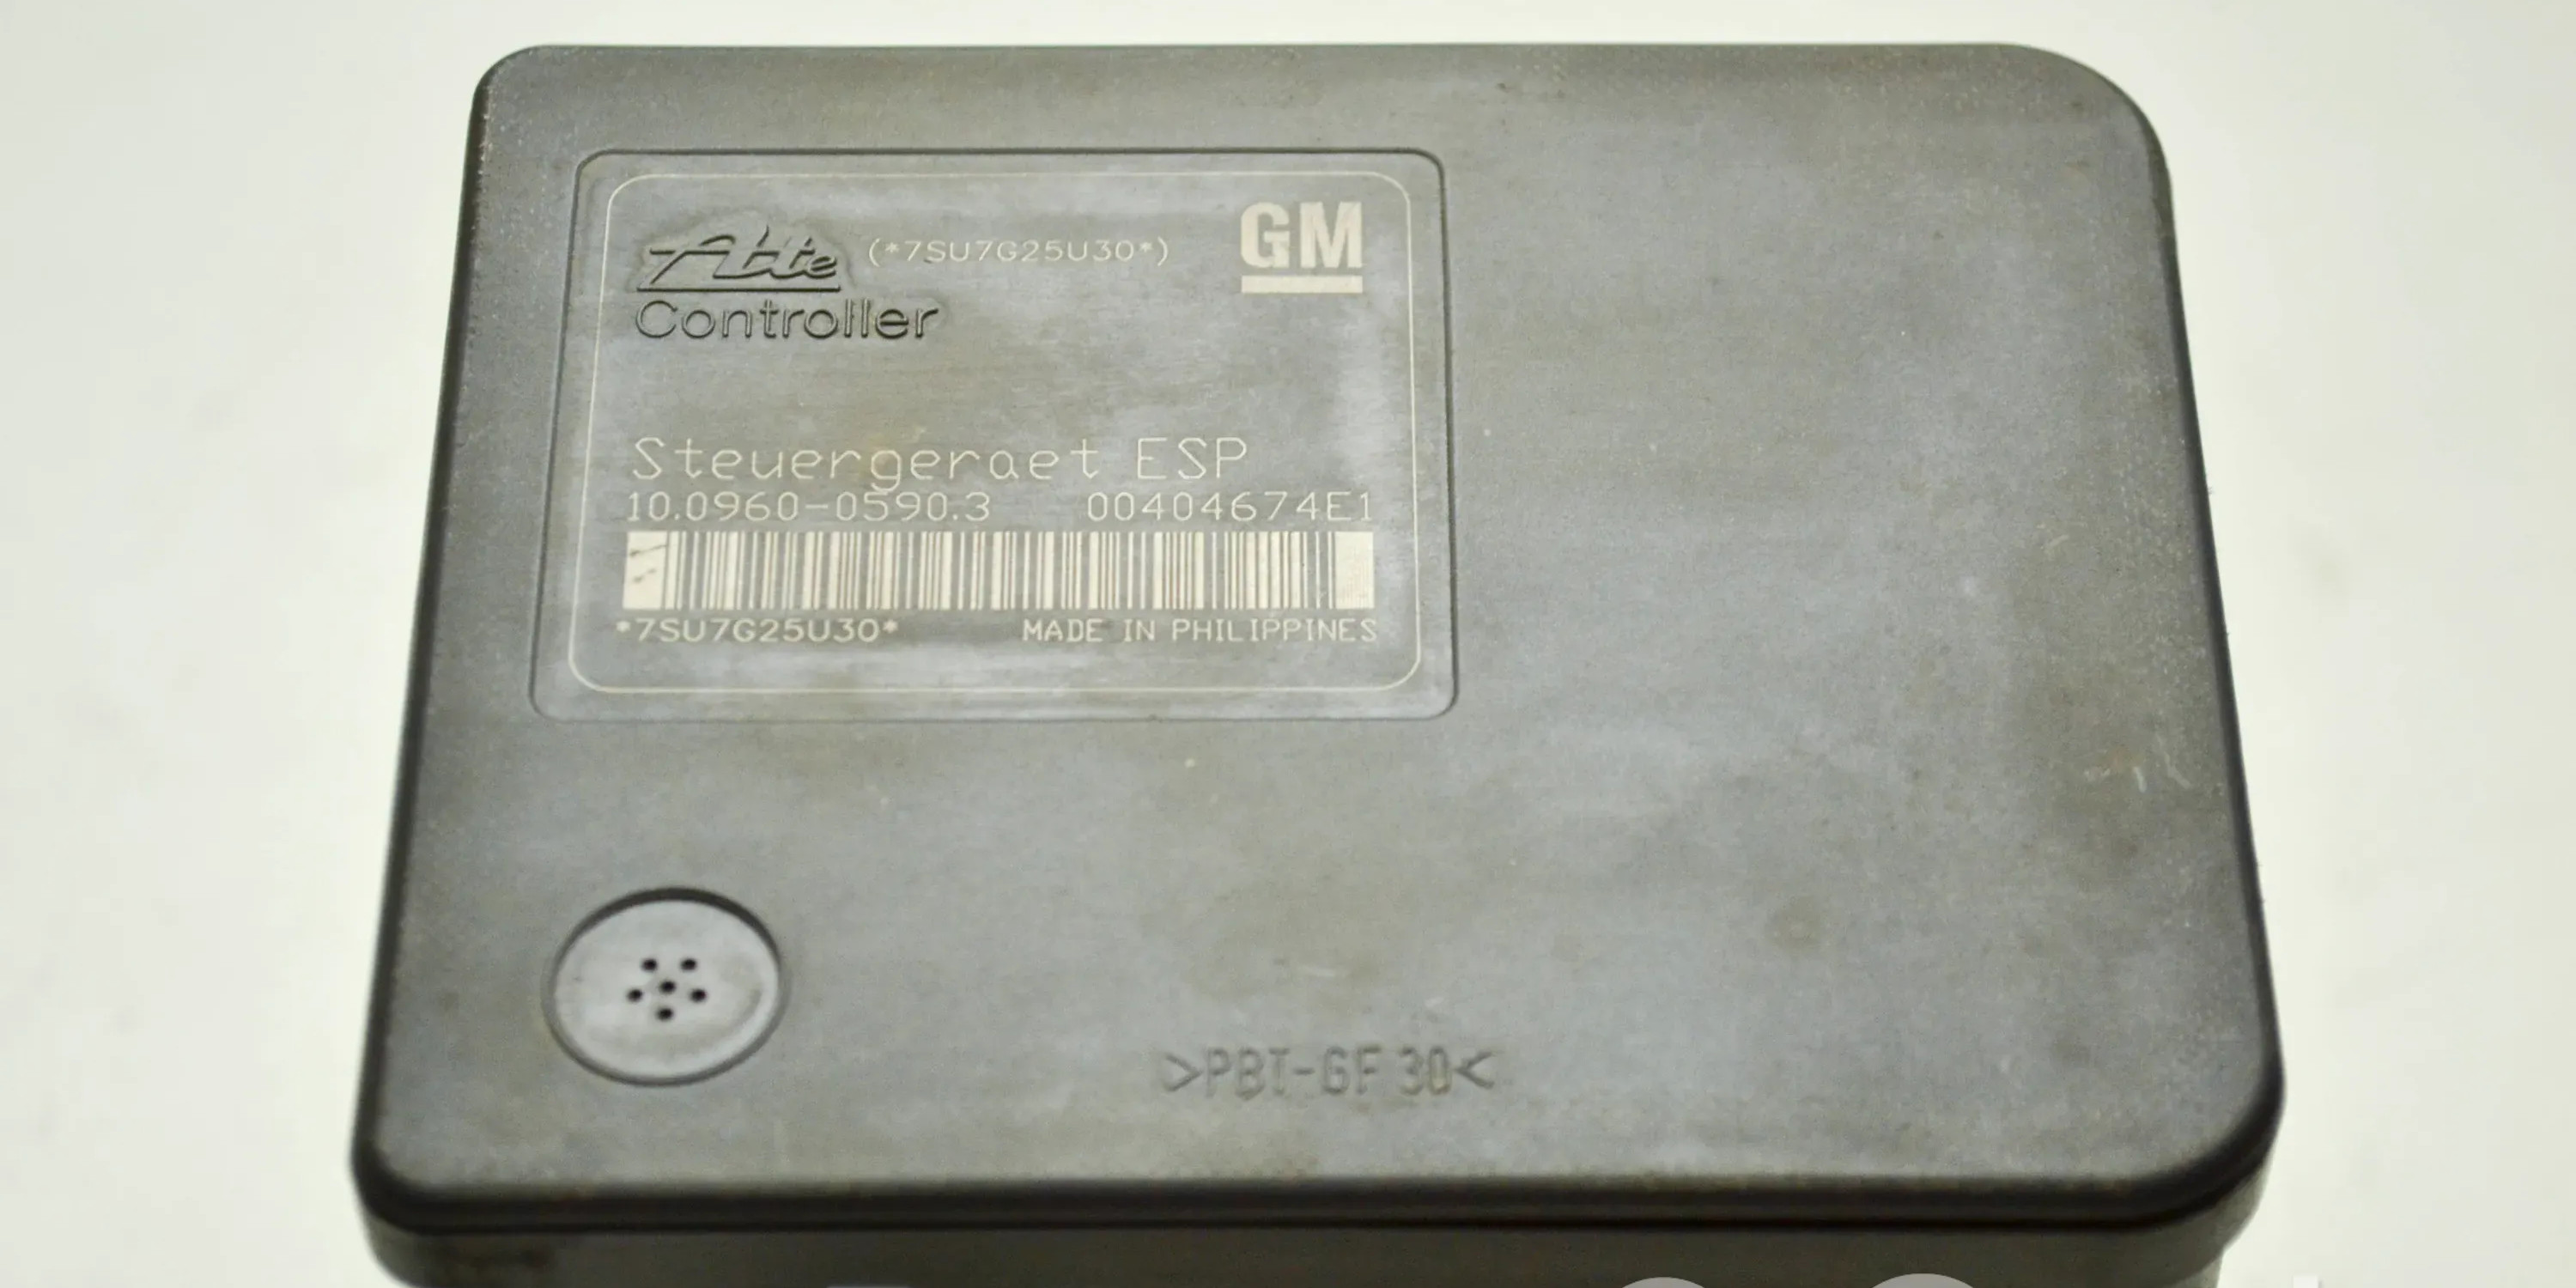 Ate (*7SU7G25U30*) GM
Controller
Steuergeraet ESP
10.0960-0590.3 00404674E1
*7SU7G25U30* MADE IN PHILIPPINES
>PBT-GF 30<